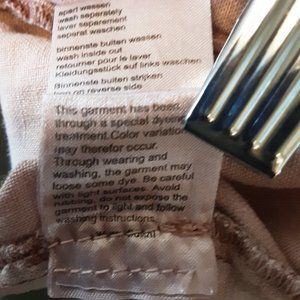 apart wassen
wash separately
laver separement
separat waschen
Binnenste buiten wassen
wash inside out
retourner pour le laver
Kleidungsstück auf links waschen
Binnenste buiten strijken
iron on reverse side
This garment has been
through a special dyeing
treatment.Color variation
may therefor occur.
Through wearing and
washing, the garment may
loose some dye. Be careful
with light surfaces. Avoid
rubbing, do not expose the
garment to light and follow
washing instructions.